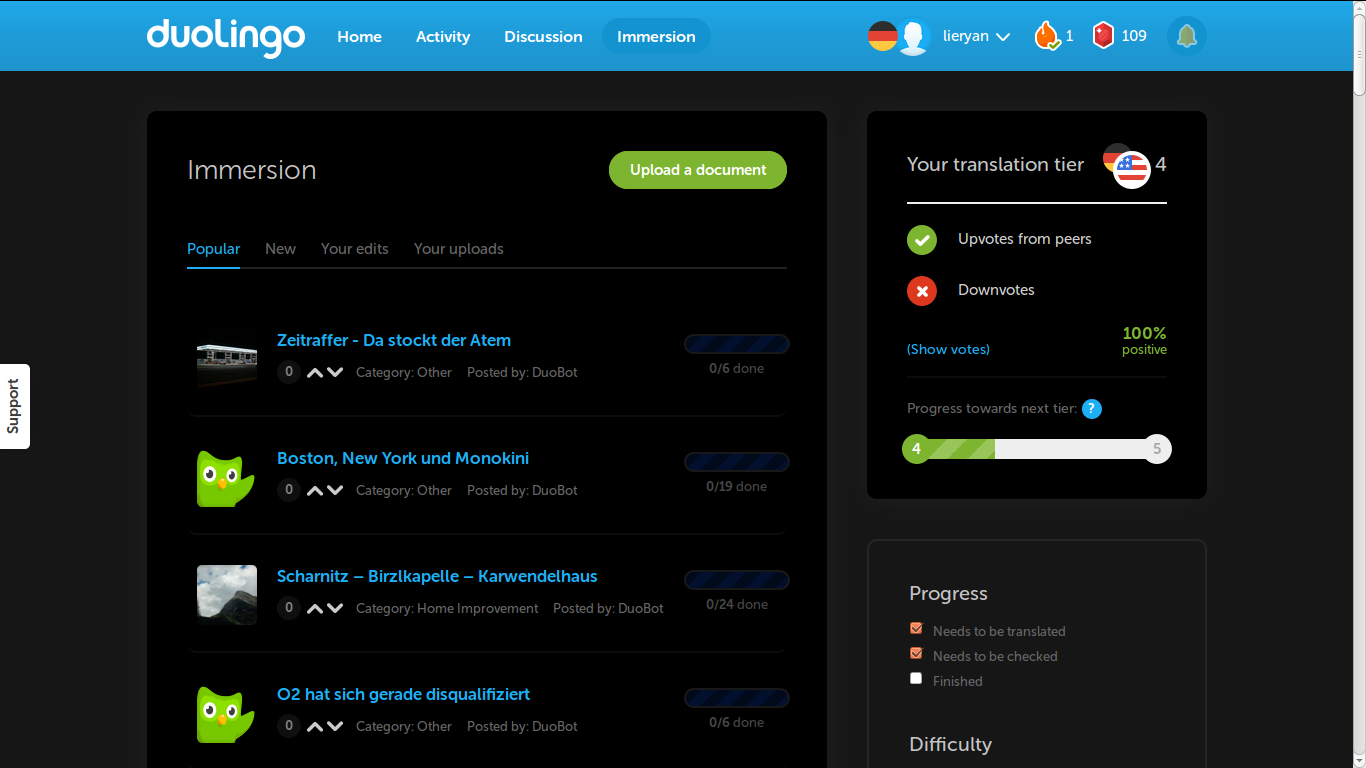 duolingo Home Activity Discussion Immersion lieryan 1 109
Immersion
Upload a document
Popular New Your edits Your uploads
Zeitraffer - Da stockt der Atem
0 Category: Other Posted by: DuoBot
0/6 done
Boston, New York und Monokini
0 Category: Other Posted by: DuoBot
0/19 done
Scharnitz – Birzlkapelle – Karwendelhaus
0 Category: Home Improvement Posted by: DuoBot
0/24 done
O2 hat sich gerade disqualifiziert
0 Category: Other Posted by: DuoBot
0/6 done
Your translation tier 4
Upvotes from peers
Downvotes
100%
(Show votes) positive
Progress towards next tier: ?
4 5
Progress
Needs to be translated
Needs to be checked
Finished
Difficulty
Support